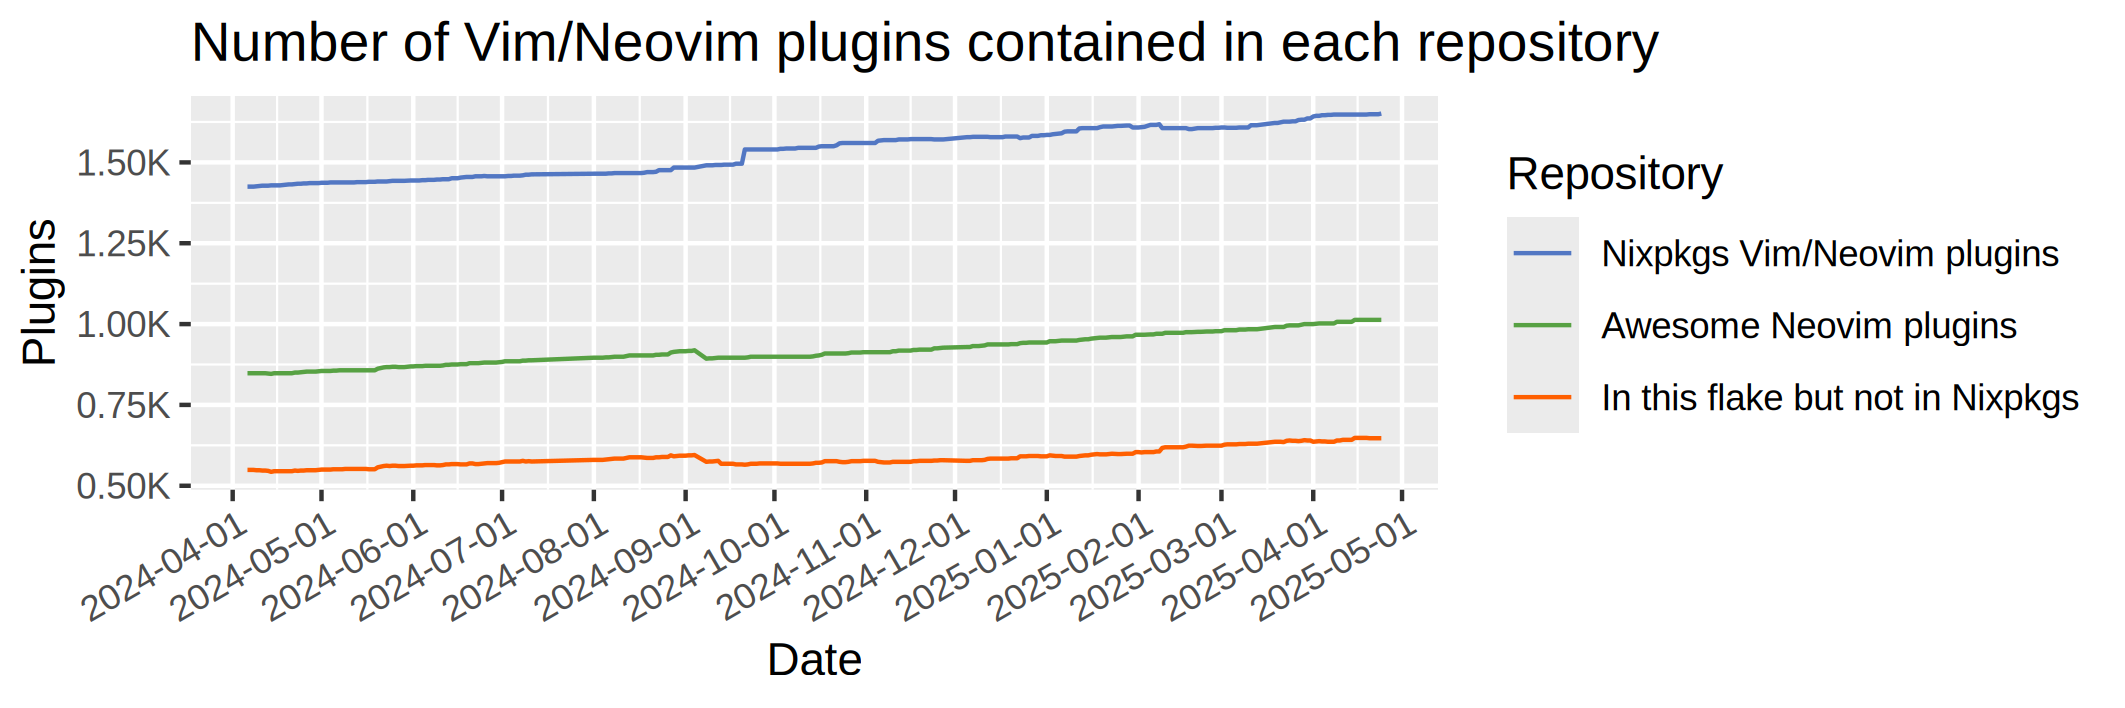 Number of Vim/Neovim plugins contained in each repository
Plugins
1.50K
1.25K
1.00K
0.75K
0.50K
2024-04-01
2024-05-01
2024-06-01
2024-07-01
2024-08-01
2024-09-01
2024-10-01
2024-11-01
2024-12-01
2025-01-01
2025-02-01
2025-03-01
2025-04-01
2025-05-01
Date
Repository
Nixpkgs Vim/Neovim plugins
Awesome Neovim plugins
In this flake but not in Nixpkgs